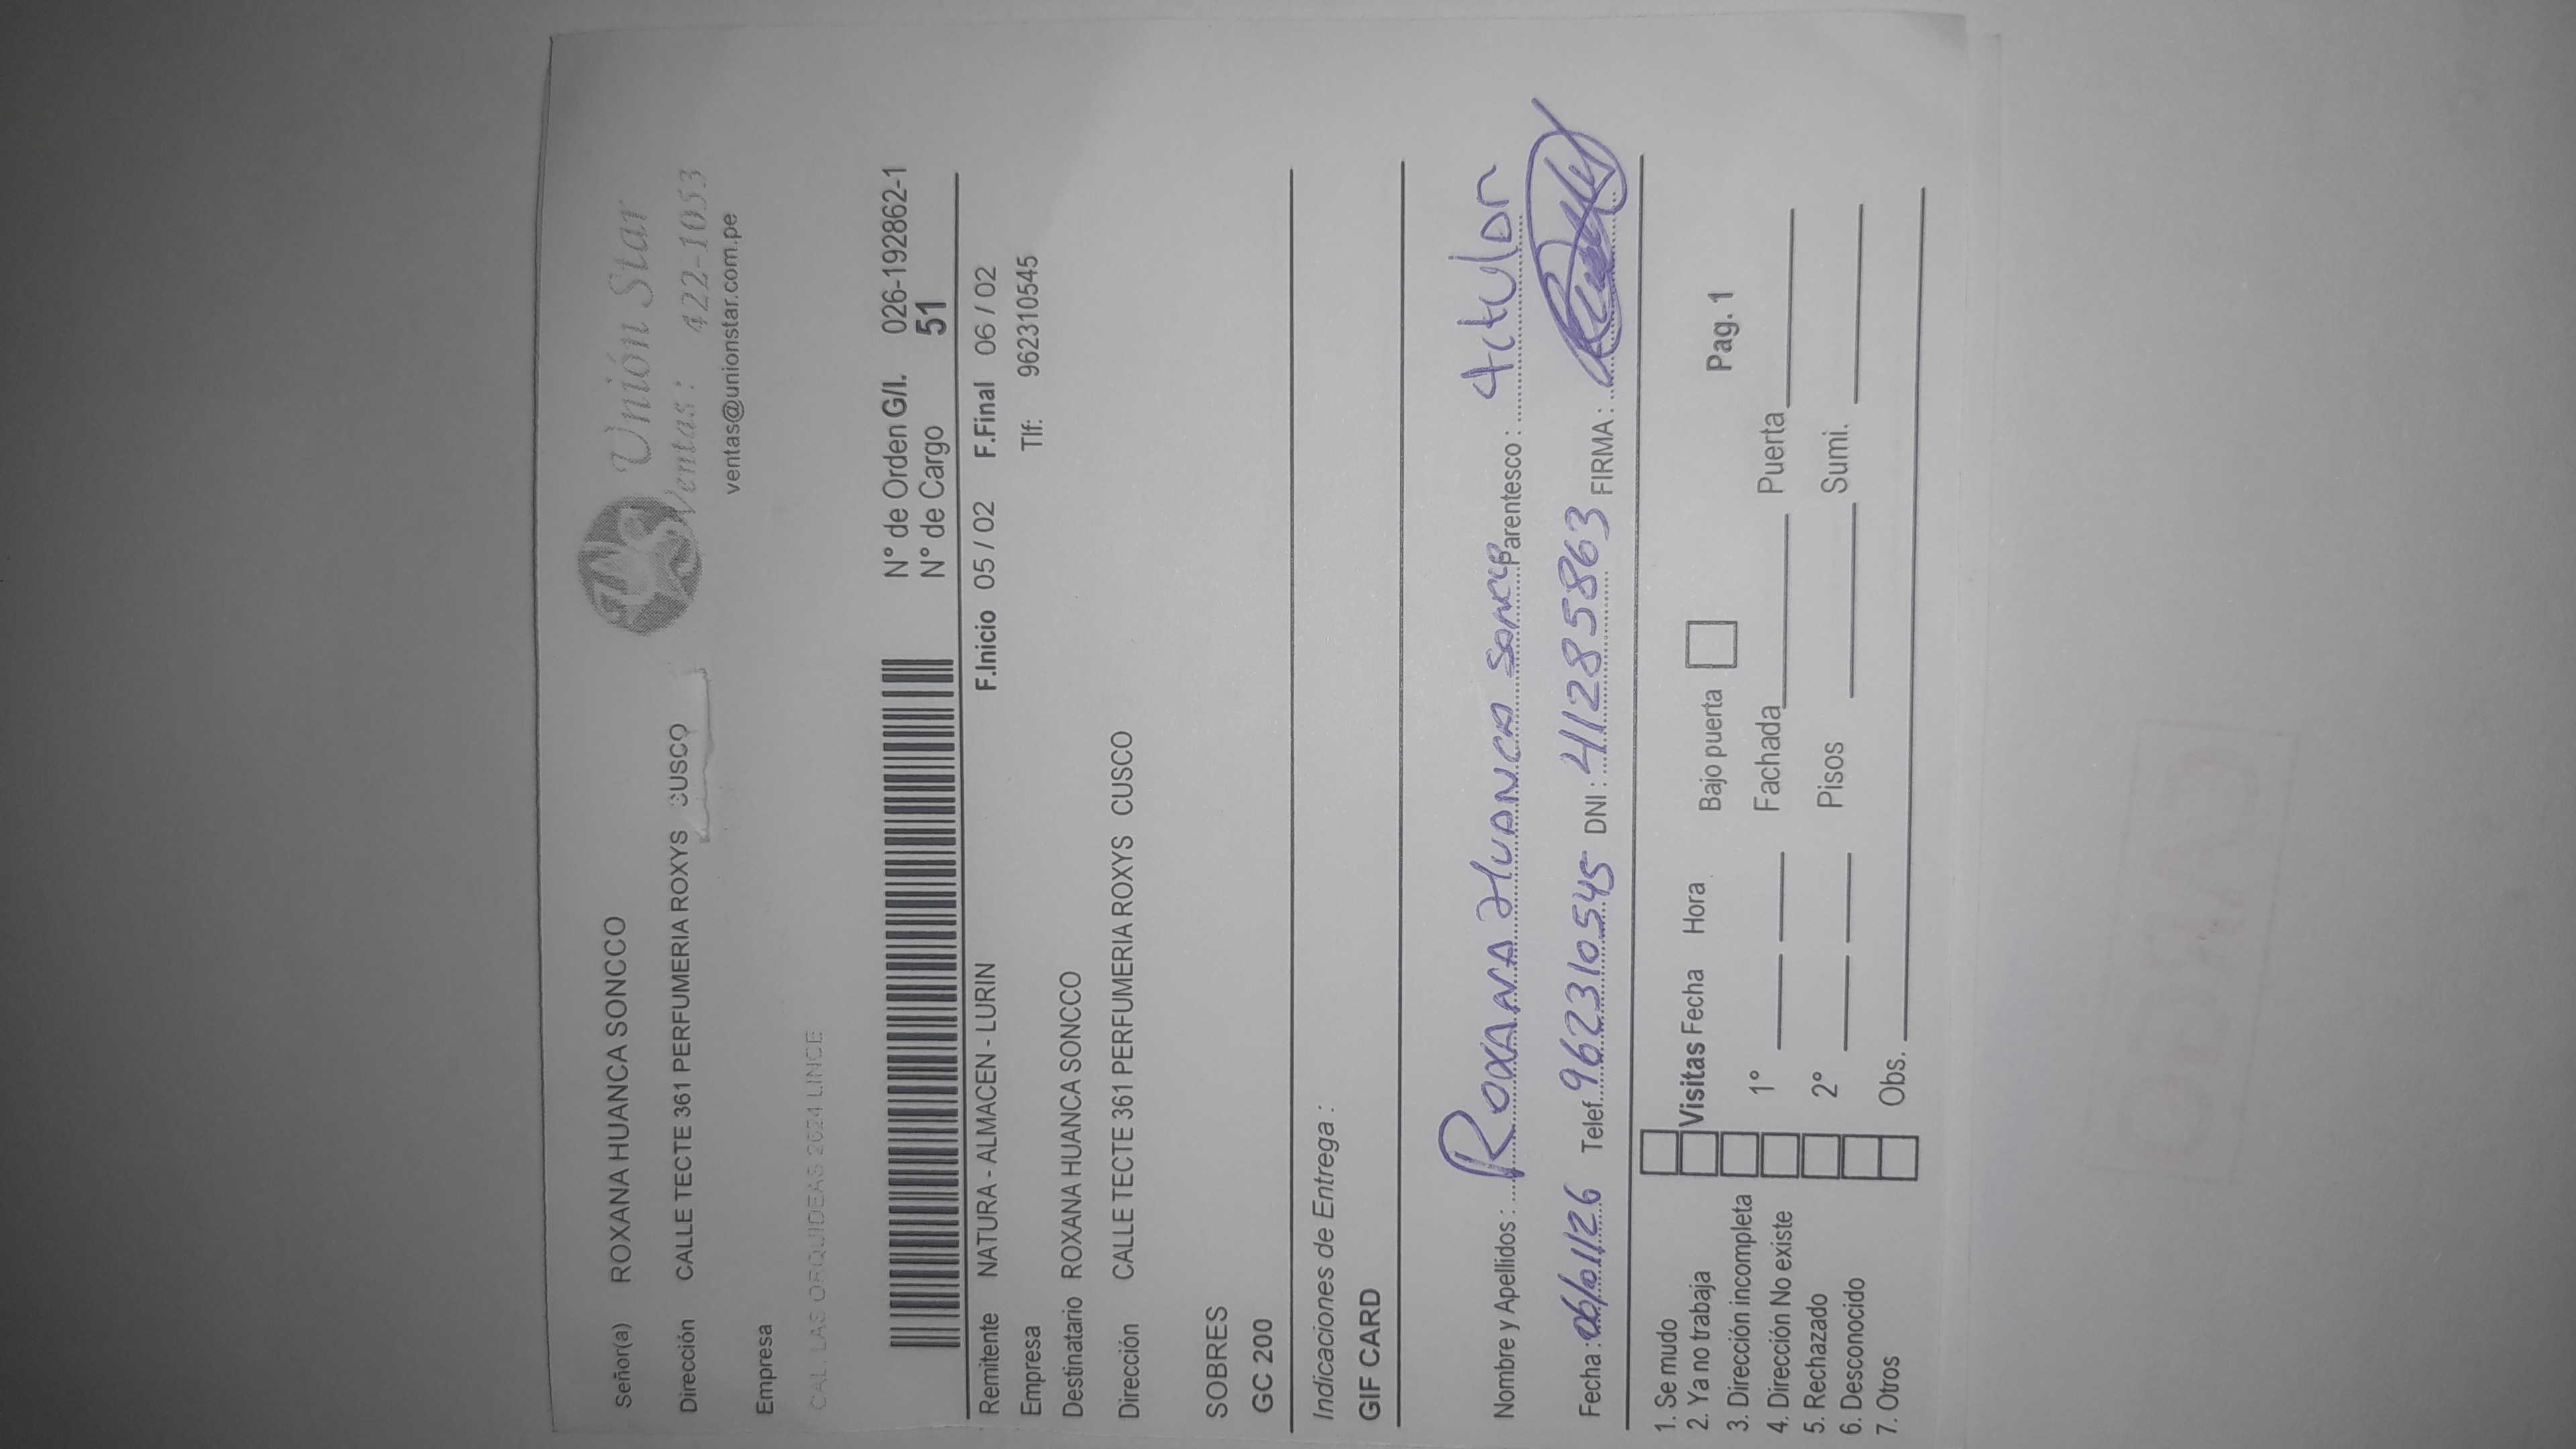 Unión Star
Ventas: 422-1053
ventas@unionstar.com.pe
Señor(a) ROXANA HUANCA SONCCO
Dirección CALLE TECTE 361 PERFUMERIA ROXYS CUSCO
Empresa
CAL. LAS ORQUIDEAS 2624 LINCE
N° de Orden G/I. 026-192862-1
N° de Cargo 51
Remitente NATURA - ALMACEN - LURIN F.Inicio 05 / 02 F.Final 06 / 02
Empresa Tlf: 962310545
Destinatario ROXANA HUANCA SONCCO
Dirección CALLE TECTE 361 PERFUMERIA ROXYS CUSCO
SOBRES
GC 200
Indicaciones de Entrega :
GIF CARD
Nombre y Apellidos : ROXANA HUANCA Parentesco : titular
Fecha : 06/01/26 Telef. 962310545 DNI : 41285863 FIRMA :
1. Se mudo
2. Ya no trabaja Visitas Fecha Hora Bajo puerta Pag. 1
3. Dirección incompleta
4. Dirección No existe 1° Fachada Puerta
5. Rechazado
6. Desconocido 2° Pisos Sumi.
7. Otros Obs.